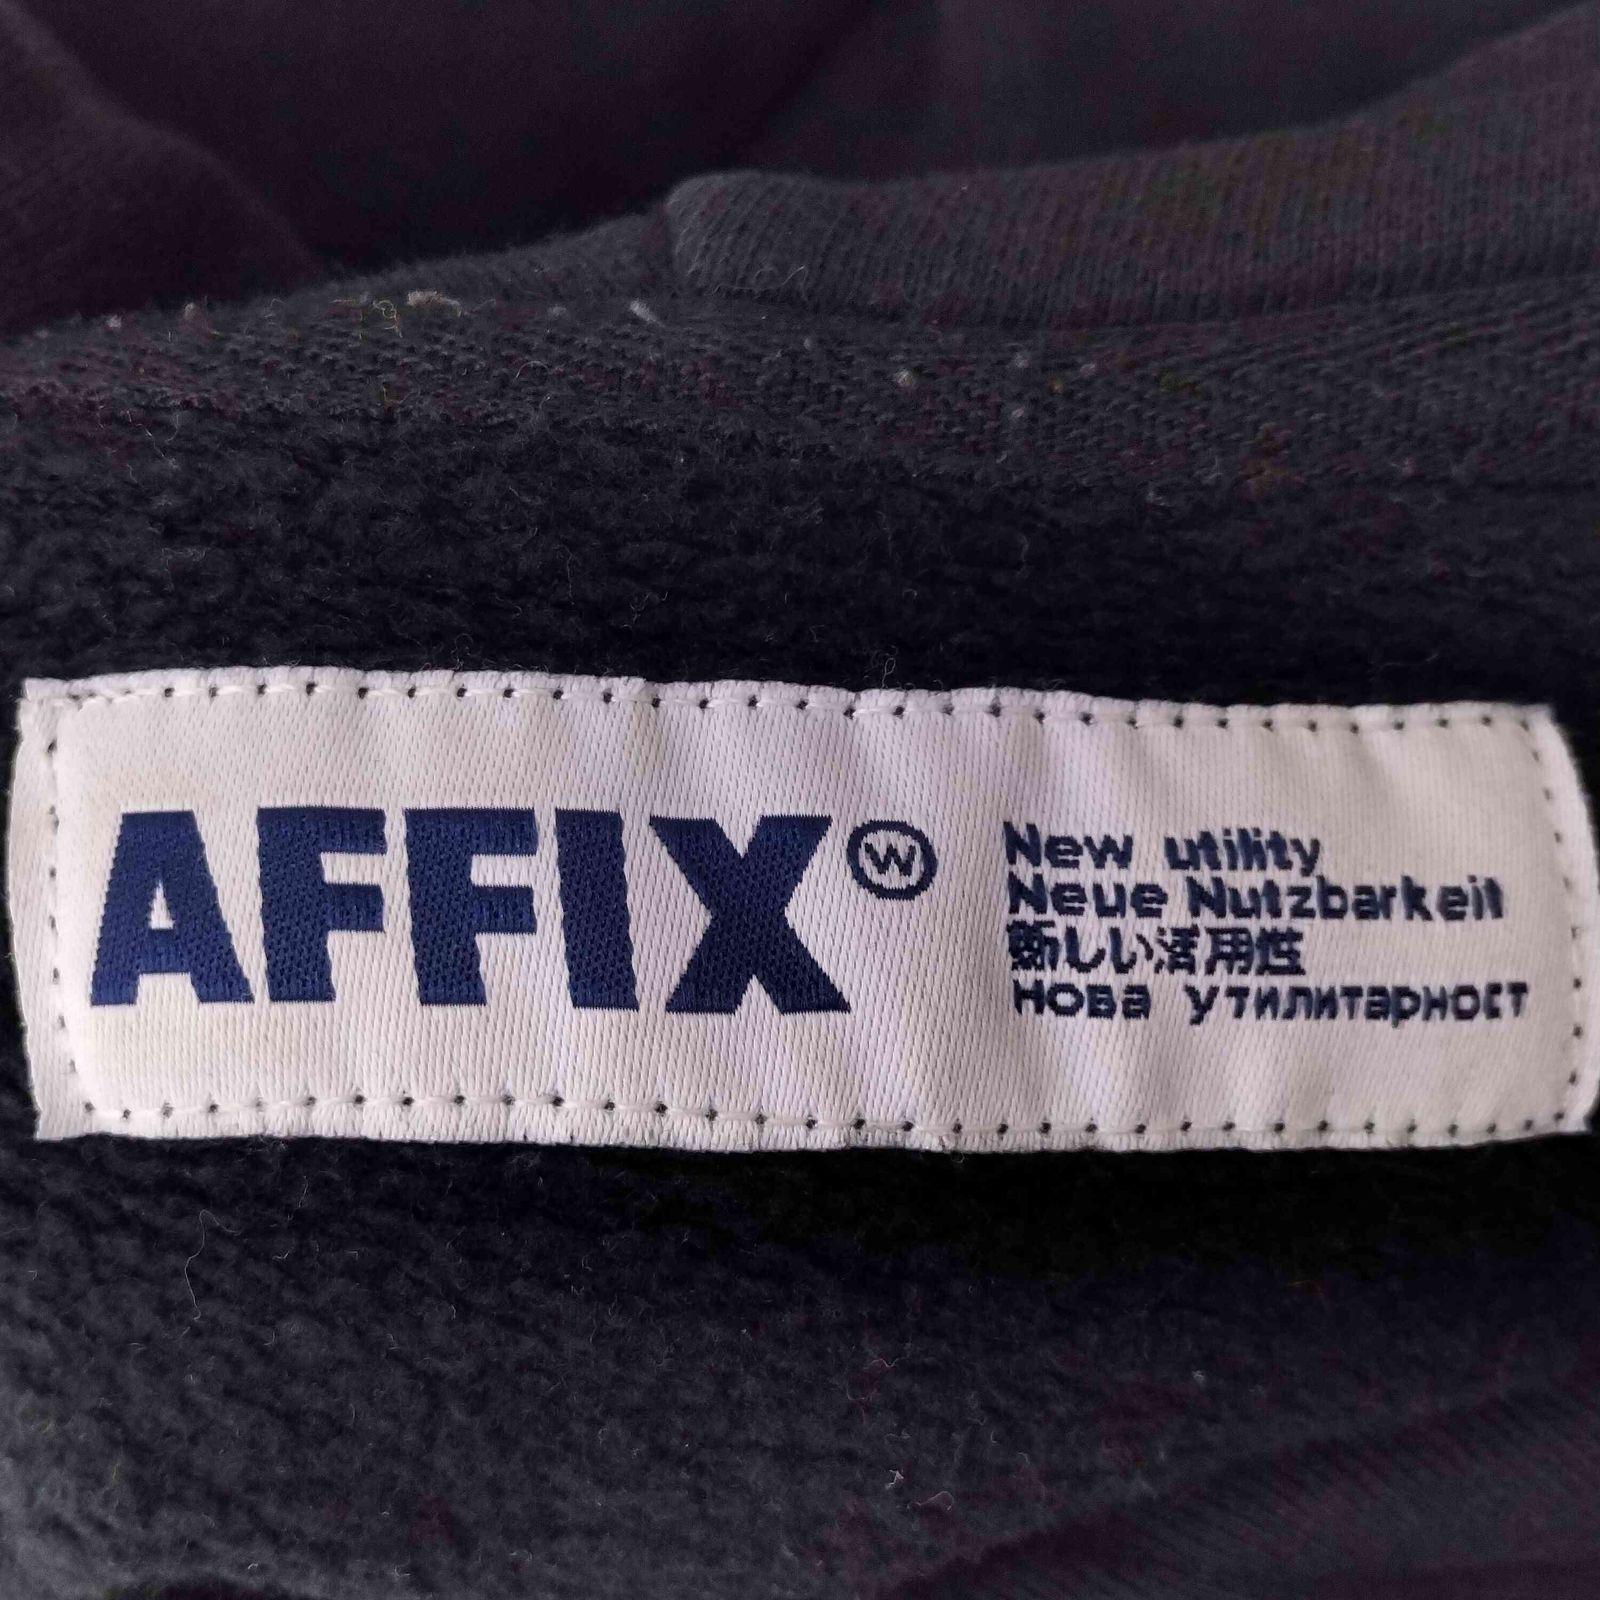 AFFIX Ⓦ
New utility
Neue Nutzbarkeit
新しい活用性
Нова утилитарност